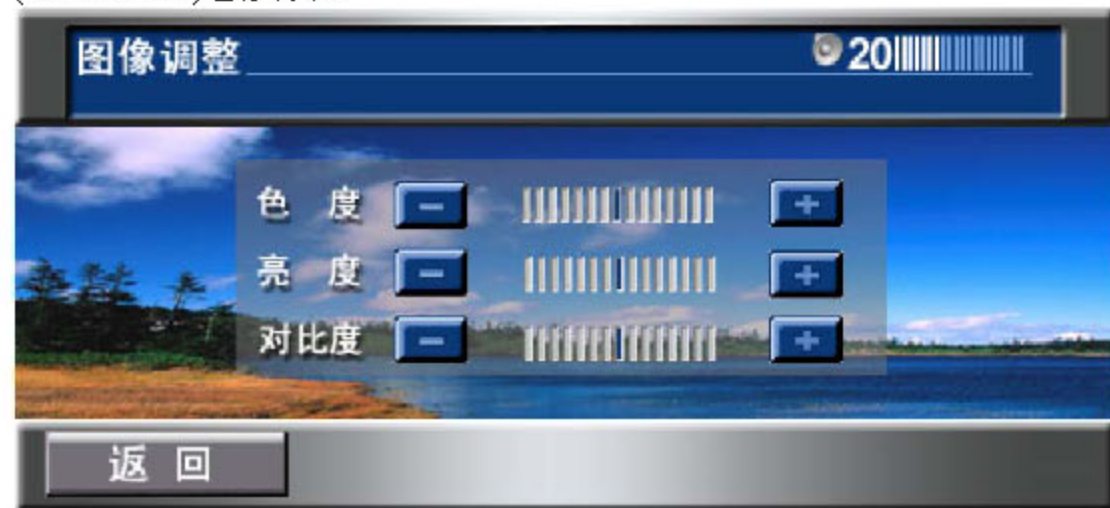 图像调整 20
色 度 - +
亮 度 - +
对比度 - +
返 回